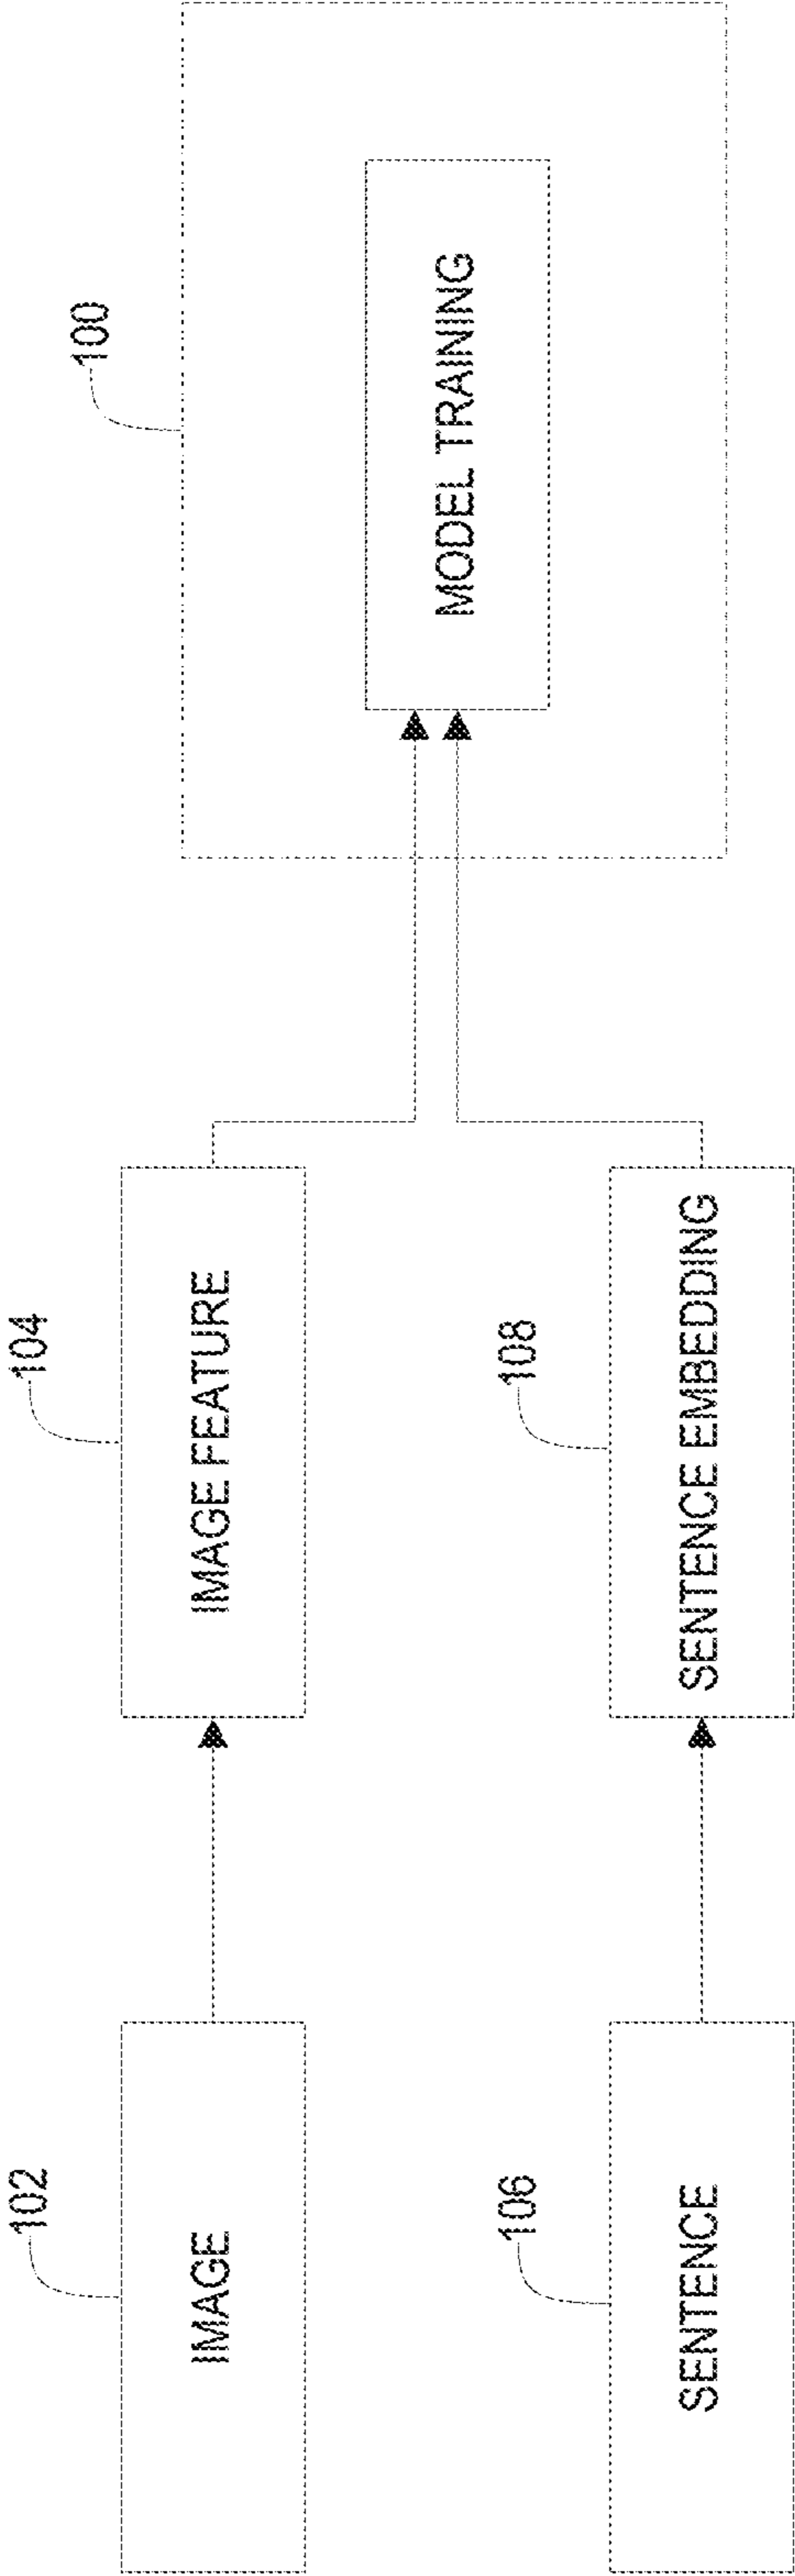 102
IMAGE
104
IMAGE FEATURE
100
MODEL TRAINING
106
SENTENCE
108
SENTENCE EMBEDDING